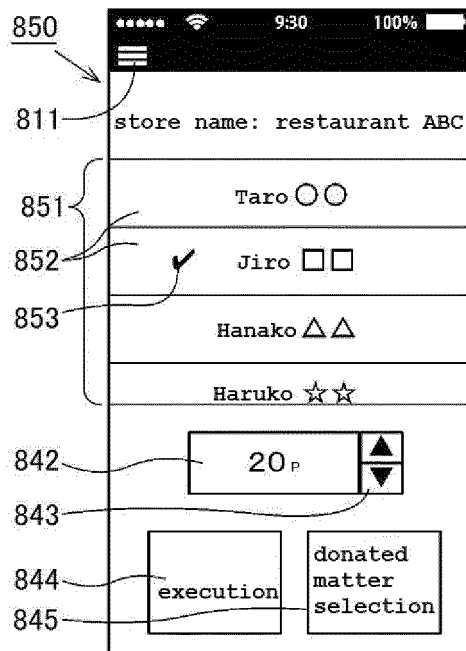 9:30 100%
850
811
store name: restaurant ABC
851
Taro ○○
852
✔ Jiro □□
853
Hanako △△
Haruko ☆☆
842
20P
▲
▼
843
844
execution
donated
matter
selection
845